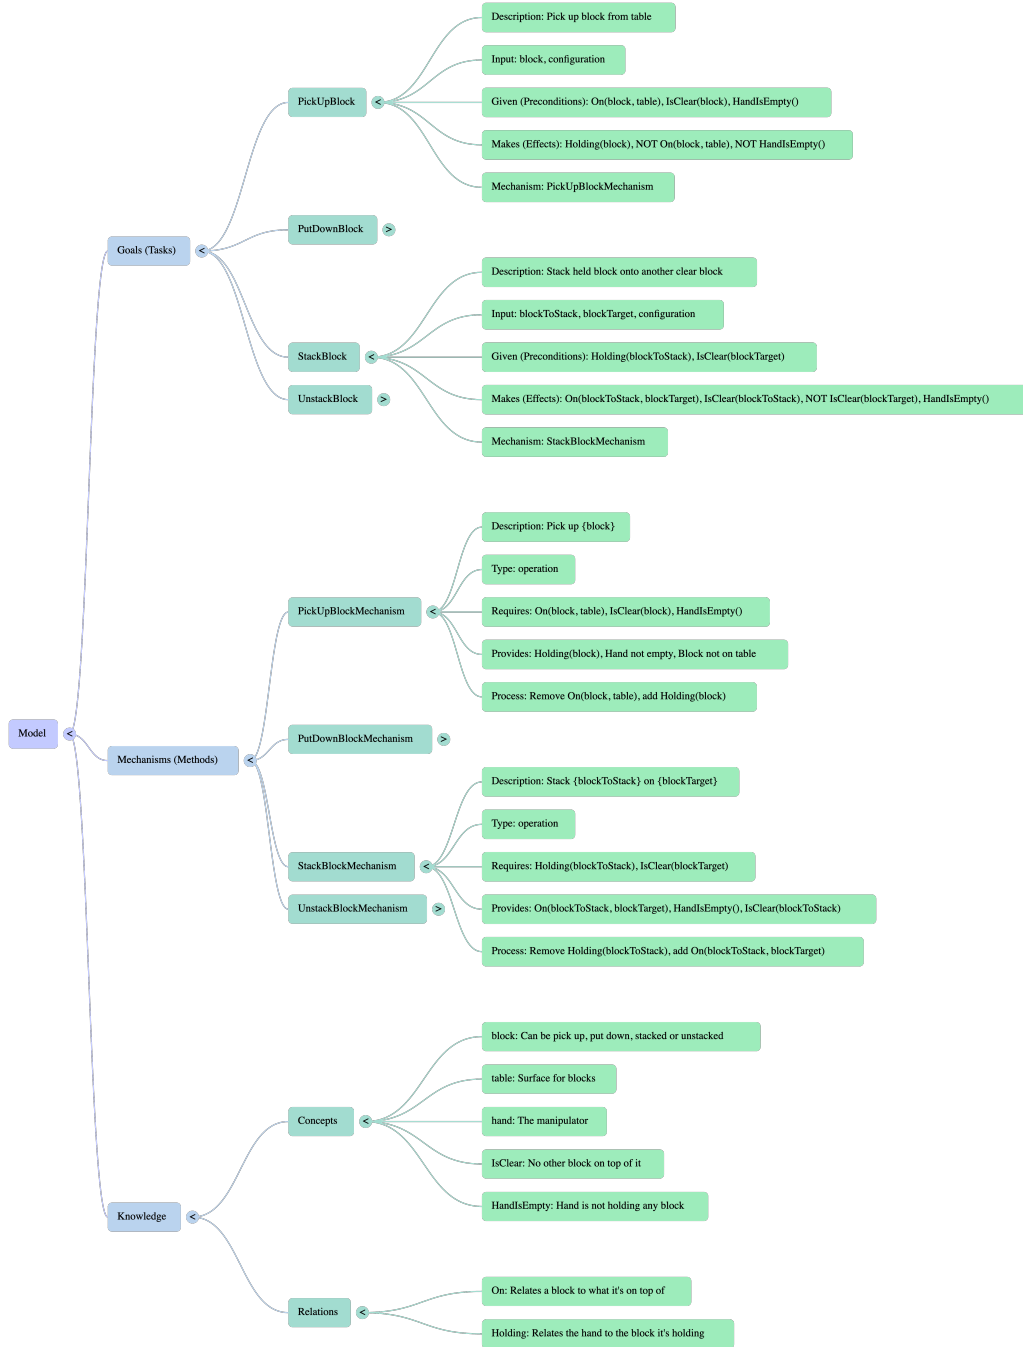 Description: Pick up block from table
Input: block, configuration
PickUpBlock
<
Given (Preconditions): On(block, table), IsClear(block), HandIsEmpty()
Makes (Effects): Holding(block), NOT On(block, table), NOT HandIsEmpty()
Mechanism: PickUpBlockMechanism
PutDownBlock
>
Goals (Tasks)
<
Description: Stack held block onto another clear block
Input: blockToStack, blockTarget, configuration
StackBlock
<
Given (Preconditions): Holding(blockToStack), IsClear(blockTarget)
UnstackBlock
>
Makes (Effects): On(blockToStack, blockTarget), IsClear(blockToStack), NOT IsClear(blockTarget), HandIsEmpty()
Mechanism: StackBlockMechanism
Description: Pick up {block}
Type: operation
PickUpBlockMechanism
<
Requires: On(block, table), IsClear(block), HandIsEmpty()
Provides: Holding(block), Hand not empty, Block not on table
Process: Remove On(block, table), add Holding(block)
Model
<
PutDownBlockMechanism
>
Mechanisms (Methods)
<
Description: Stack {blockToStack} on {blockTarget}
Type: operation
StackBlockMechanism
<
Requires: Holding(blockToStack), IsClear(blockTarget)
UnstackBlockMechanism
>
Provides: On(blockToStack, blockTarget), HandIsEmpty(), IsClear(blockToStack)
Process: Remove Holding(blockToStack), add On(blockToStack, blockTarget)
block: Can be pick up, put down, stacked or unstacked
table: Surface for blocks
Concepts
<
hand: The manipulator
IsClear: No other block on top of it
HandIsEmpty: Hand is not holding any block
Knowledge
<
On: Relates a block to what it's on top of
Relations
<
Holding: Relates the hand to the block it's holding